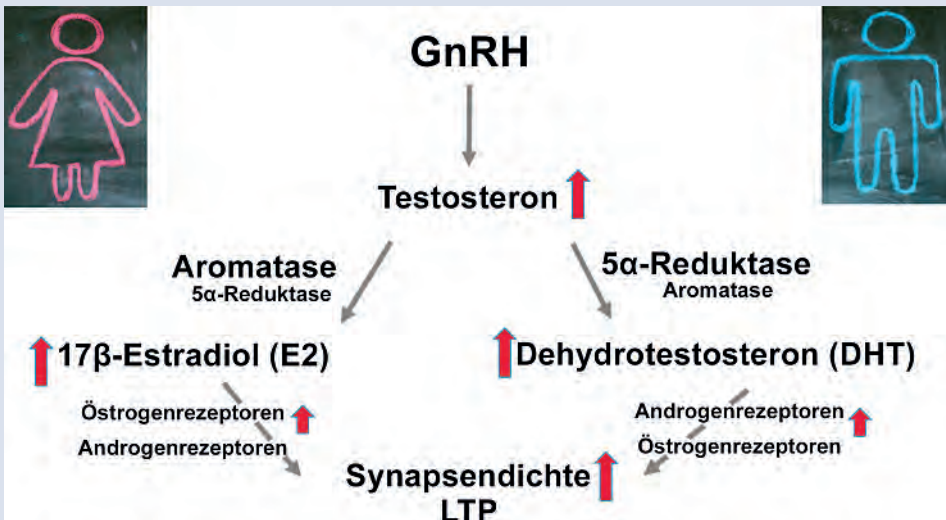 GnRH
Testosteron
Aromatase
5α-Reduktase
5α-Reduktase
Aromatase
17β-Estradiol (E2)
Dehydrotestosteron (DHT)
Östrogenrezeptoren
Androgenrezeptoren
Androgenrezeptoren
Östrogenrezeptoren
Synapsendichte
LTP